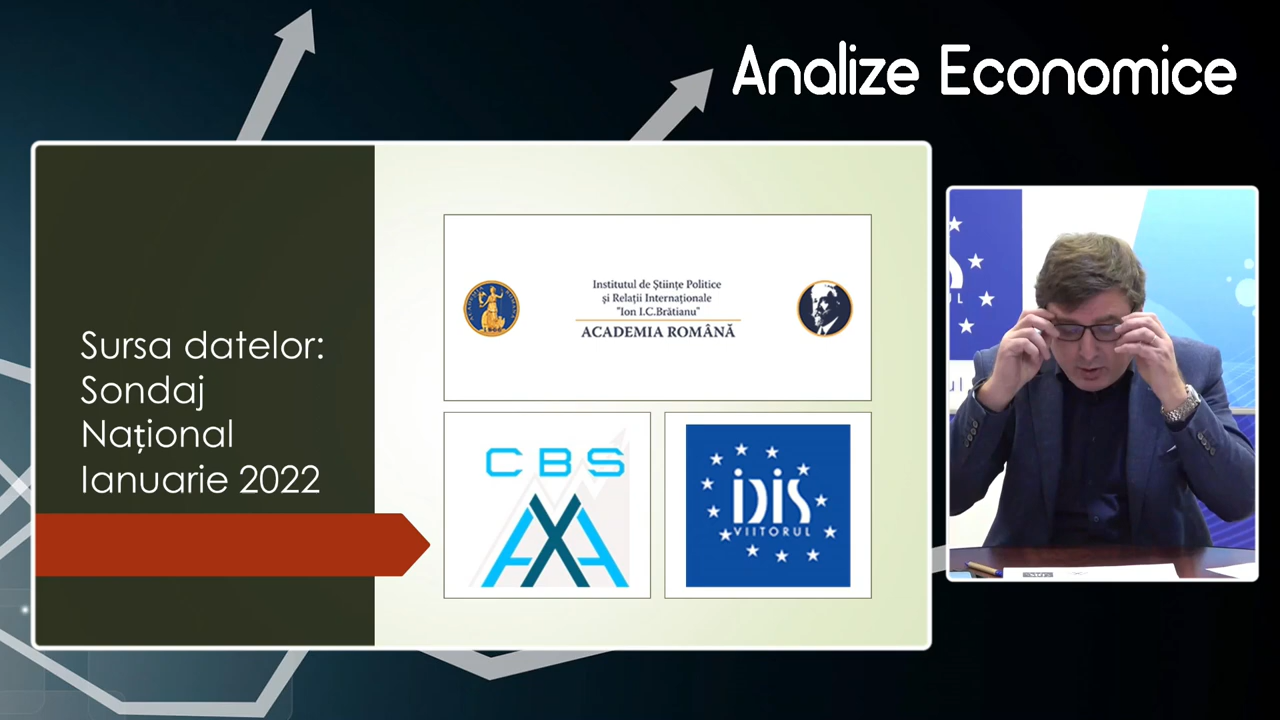 Analize Economice
Sursa datelor:
Sondaj
Național
Ianuarie 2022
Institutul de Științe Politice
și Relații Internaționale
"Ion I.C.Brătianu"
ACADEMIA ROMÂNĂ
CBS
AXA
IDIS
VIITORUL